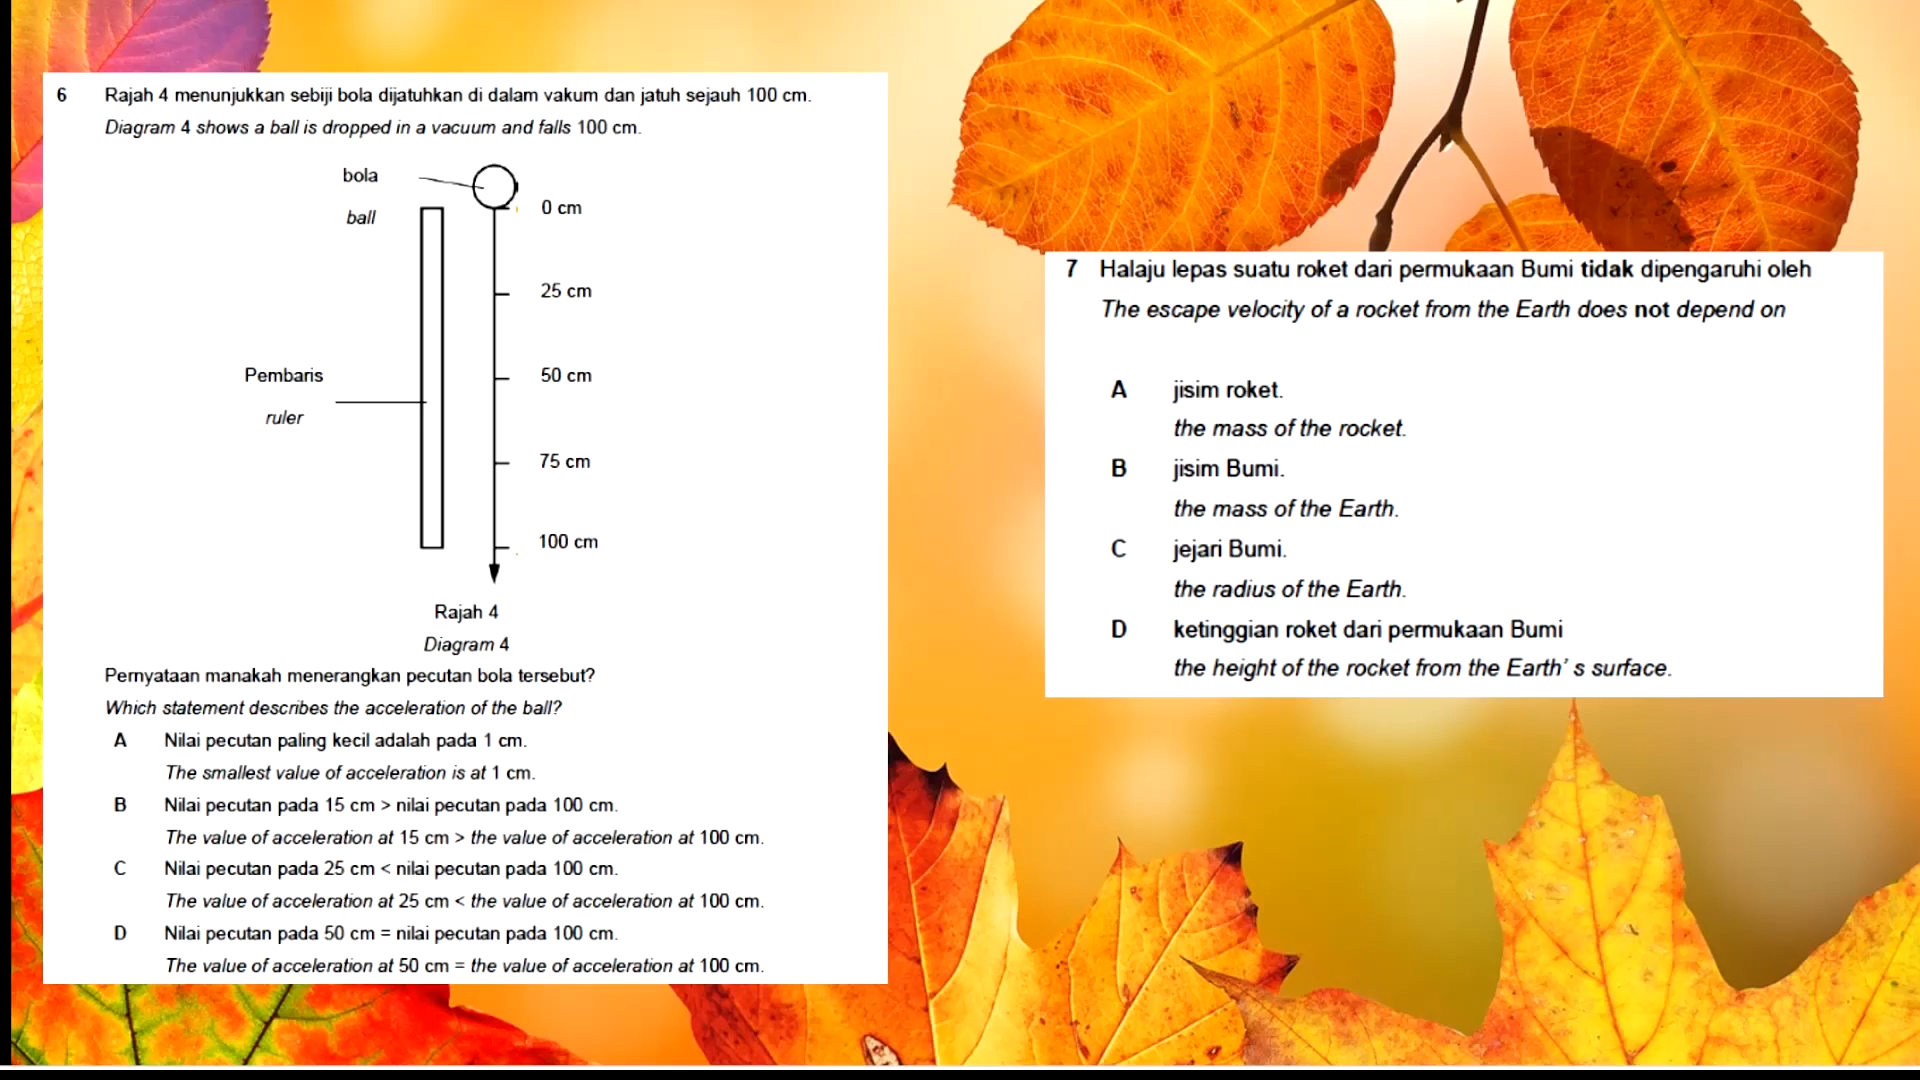 6 Rajah 4 menunjukkan sebiji bola dijatuhkan di dalam vakum dan jatuh sejauh 100 cm.
Diagram 4 shows a ball is dropped in a vacuum and falls 100 cm.
bola
ball
0 cm
25 cm
50 cm
75 cm
100 cm
Pembaris
ruler
Rajah 4
Diagram 4
Pernyataan manakah menerangkan pecutan bola tersebut?
Which statement describes the acceleration of the ball?
A Nilai pecutan paling kecil adalah pada 1 cm.
The smallest value of acceleration is at 1 cm.
B Nilai pecutan pada 15 cm > nilai pecutan pada 100 cm.
The value of acceleration at 15 cm > the value of acceleration at 100 cm.
C Nilai pecutan pada 25 cm < nilai pecutan pada 100 cm.
The value of acceleration at 25 cm < the value of acceleration at 100 cm.
D Nilai pecutan pada 50 cm = nilai pecutan pada 100 cm.
The value of acceleration at 50 cm = the value of acceleration at 100 cm.
7 Halaju lepas suatu roket dari permukaan Bumi tidak dipengaruhi oleh
The escape velocity of a rocket from the Earth does not depend on
A jisim roket.
the mass of the rocket.
B jisim Bumi.
the mass of the Earth.
C jejari Bumi.
the radius of the Earth.
D ketinggian roket dari permukaan Bumi
the height of the rocket from the Earth' s surface.